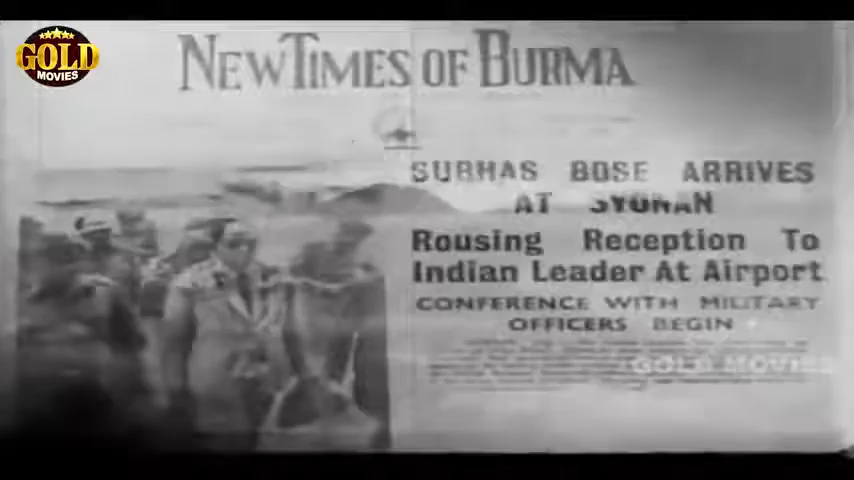 GOLD
MOVIES
NEW TIMES OF BURMA
SUBHAS BOSE ARRIVES
AT SYONAN
Rousing Reception To
Indian Leader At Airport
CONFERENCE WITH MILITARY
OFFICERS BEGIN
GOLD MOVIES